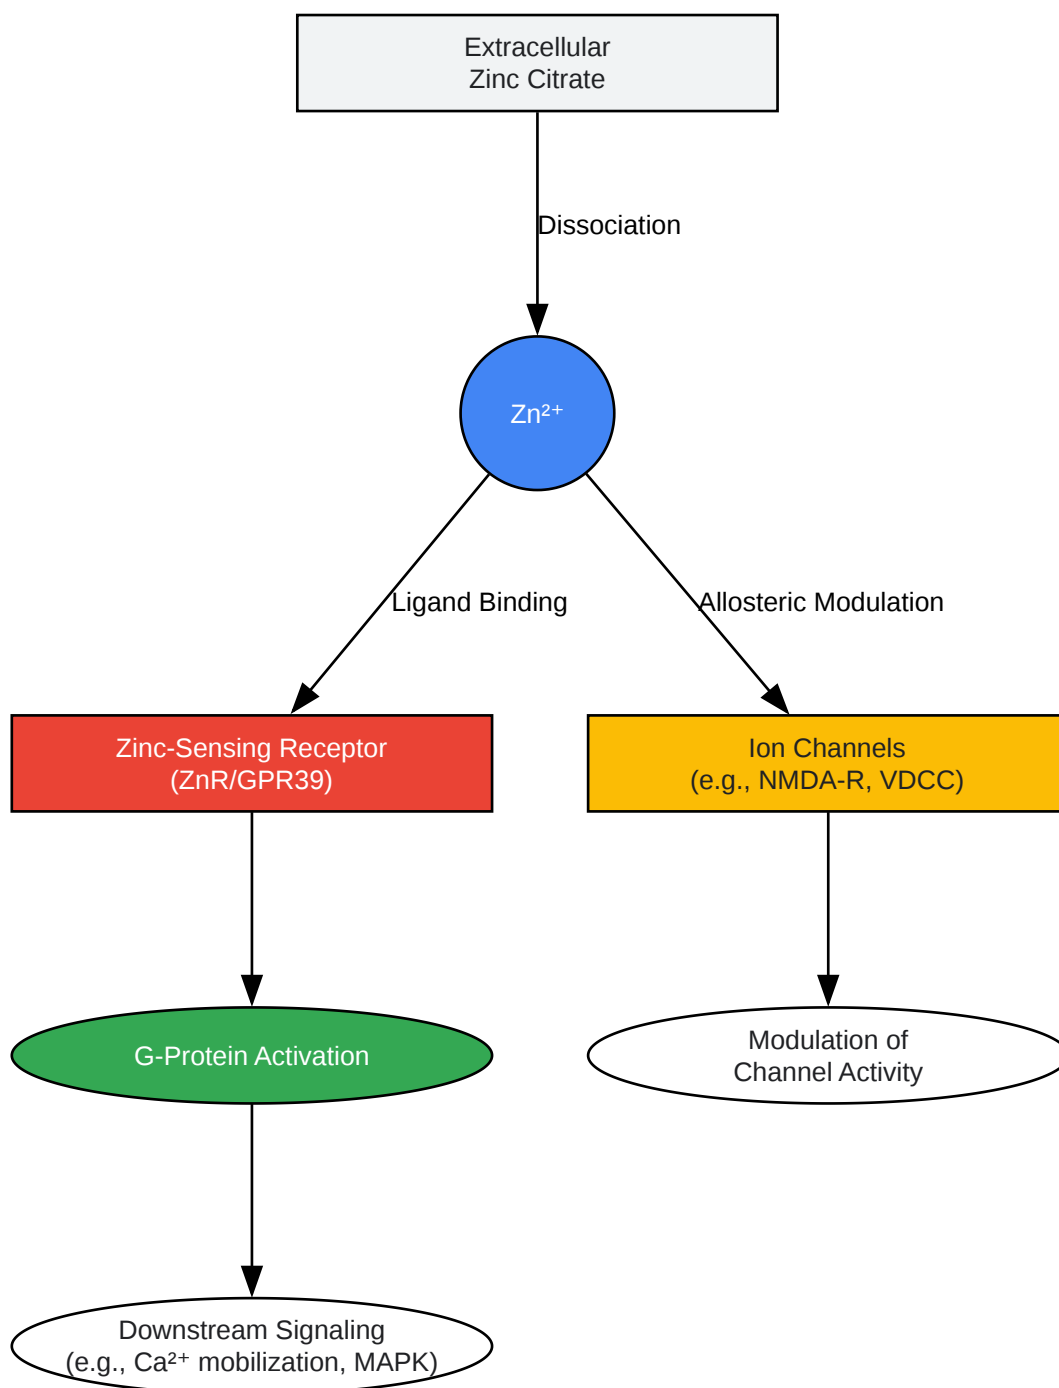 Extracellular
Zinc Citrate
Dissociation
Zn²⁺
Ligand Binding
Allosteric Modulation
Zinc-Sensing Receptor
(ZnR/GPR39)
Ion Channels
(e.g., NMDA-R, VDCC)
G-Protein Activation
Modulation of
Channel Activity
Downstream Signaling
(e.g., Ca²⁺ mobilization, MAPK)